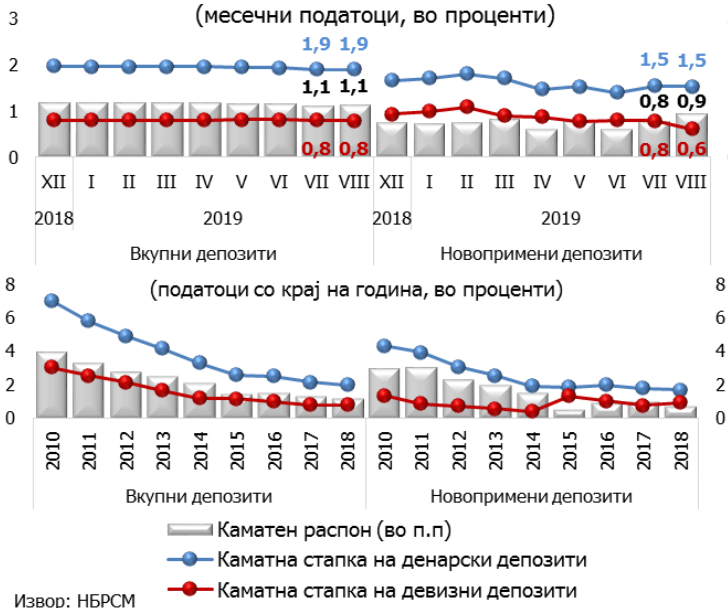 (месечни податоци, во проценти)
3
2
1
0
1,9 1,9
1,1 1,1
0,8 0,8
1,5 1,5
0,8 0,9
0,8 0,6
XII I II III IV V VI VII VIII XII I II III IV V VI VII VIII
2018 2019 2018 2019
Вкупни депозити Новопримени депозити
(податоци со крај на година, во проценти)
8 8
6 6
4 4
2 2
0 0
2010 2011 2012 2013 2014 2015 2016 2017 2018 2010 2011 2012 2013 2014 2015 2016 2017 2018
Вкупни депозити Новопримени депозити
Каматен распон (во п.п)
Каматна стапка на денарски депозити
Каматна стапка на девизни депозити
Извор: НБРСМ